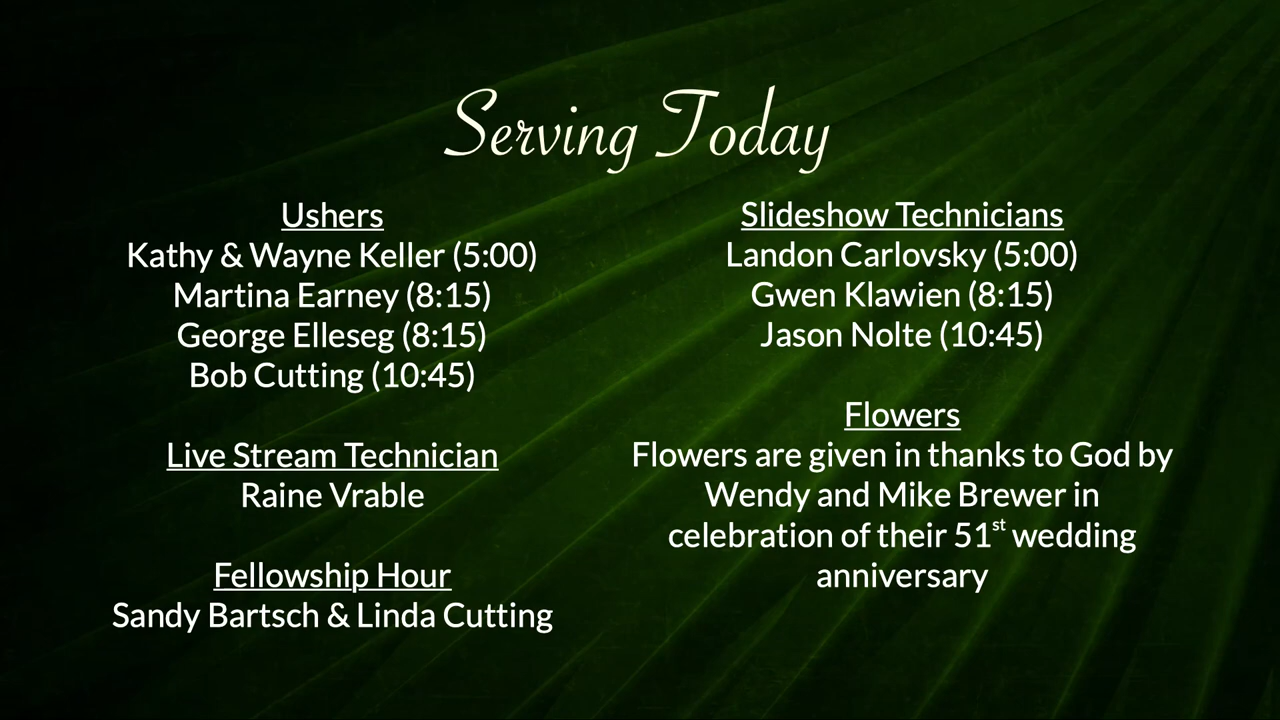 Serving Today
Ushers
Kathy & Wayne Keller (5:00)
Martina Earney (8:15)
George Elleseg (8:15)
Bob Cutting (10:45)
Live Stream Technician
Raine Vrable
Fellowship Hour
Sandy Bartsch & Linda Cutting
Slideshow Technicians
Landon Carlovsky (5:00)
Gwen Klawien (8:15)
Jason Nolte (10:45)
Flowers
Flowers are given in thanks to God by
Wendy and Mike Brewer in
celebration of their 51st wedding
anniversary